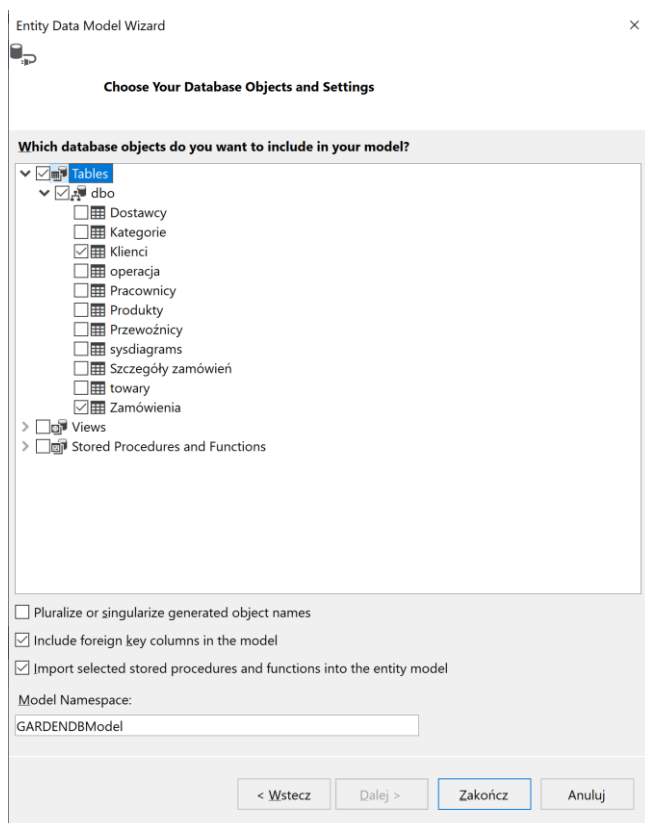 Entity Data Model Wizard
Choose Your Database Objects and Settings
Which database objects do you want to include in your model?
Tables
dbo
Dostawcy
Kategorie
Klienci
operacja
Pracownicy
Produkty
Przewoźnicy
sysdiagrams
Szczegóły zamówień
towary
Zamówienia
Views
Stored Procedures and Functions
Pluralize or singularize generated object names
Include foreign key columns in the model
Import selected stored procedures and functions into the entity model
Model Namespace:
GARDENDBModel
< Wstecz Dalej > Zakończ Anuluj